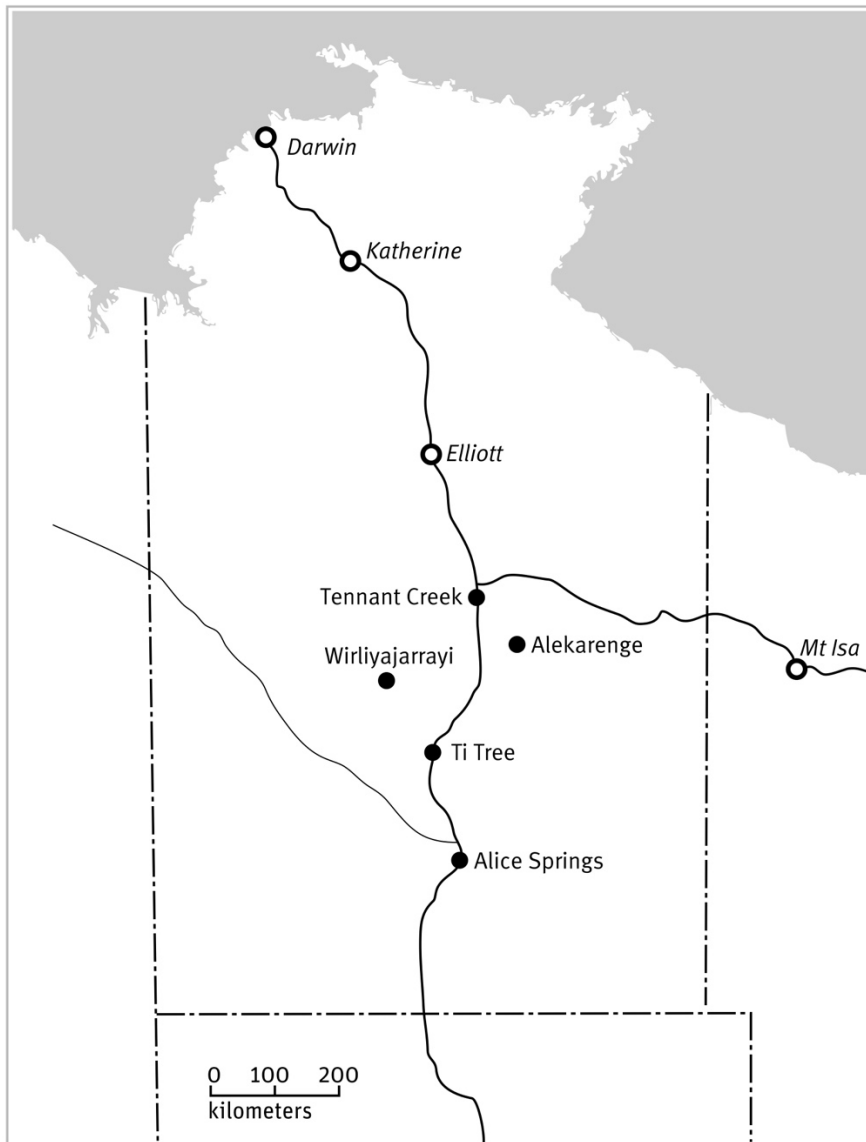 Darwin
Katherine
Elliott
Tennant Creek
Alekarenge
Wirliyajarrayi
Mt Isa
Ti Tree
Alice Springs
0 100 200
kilometers